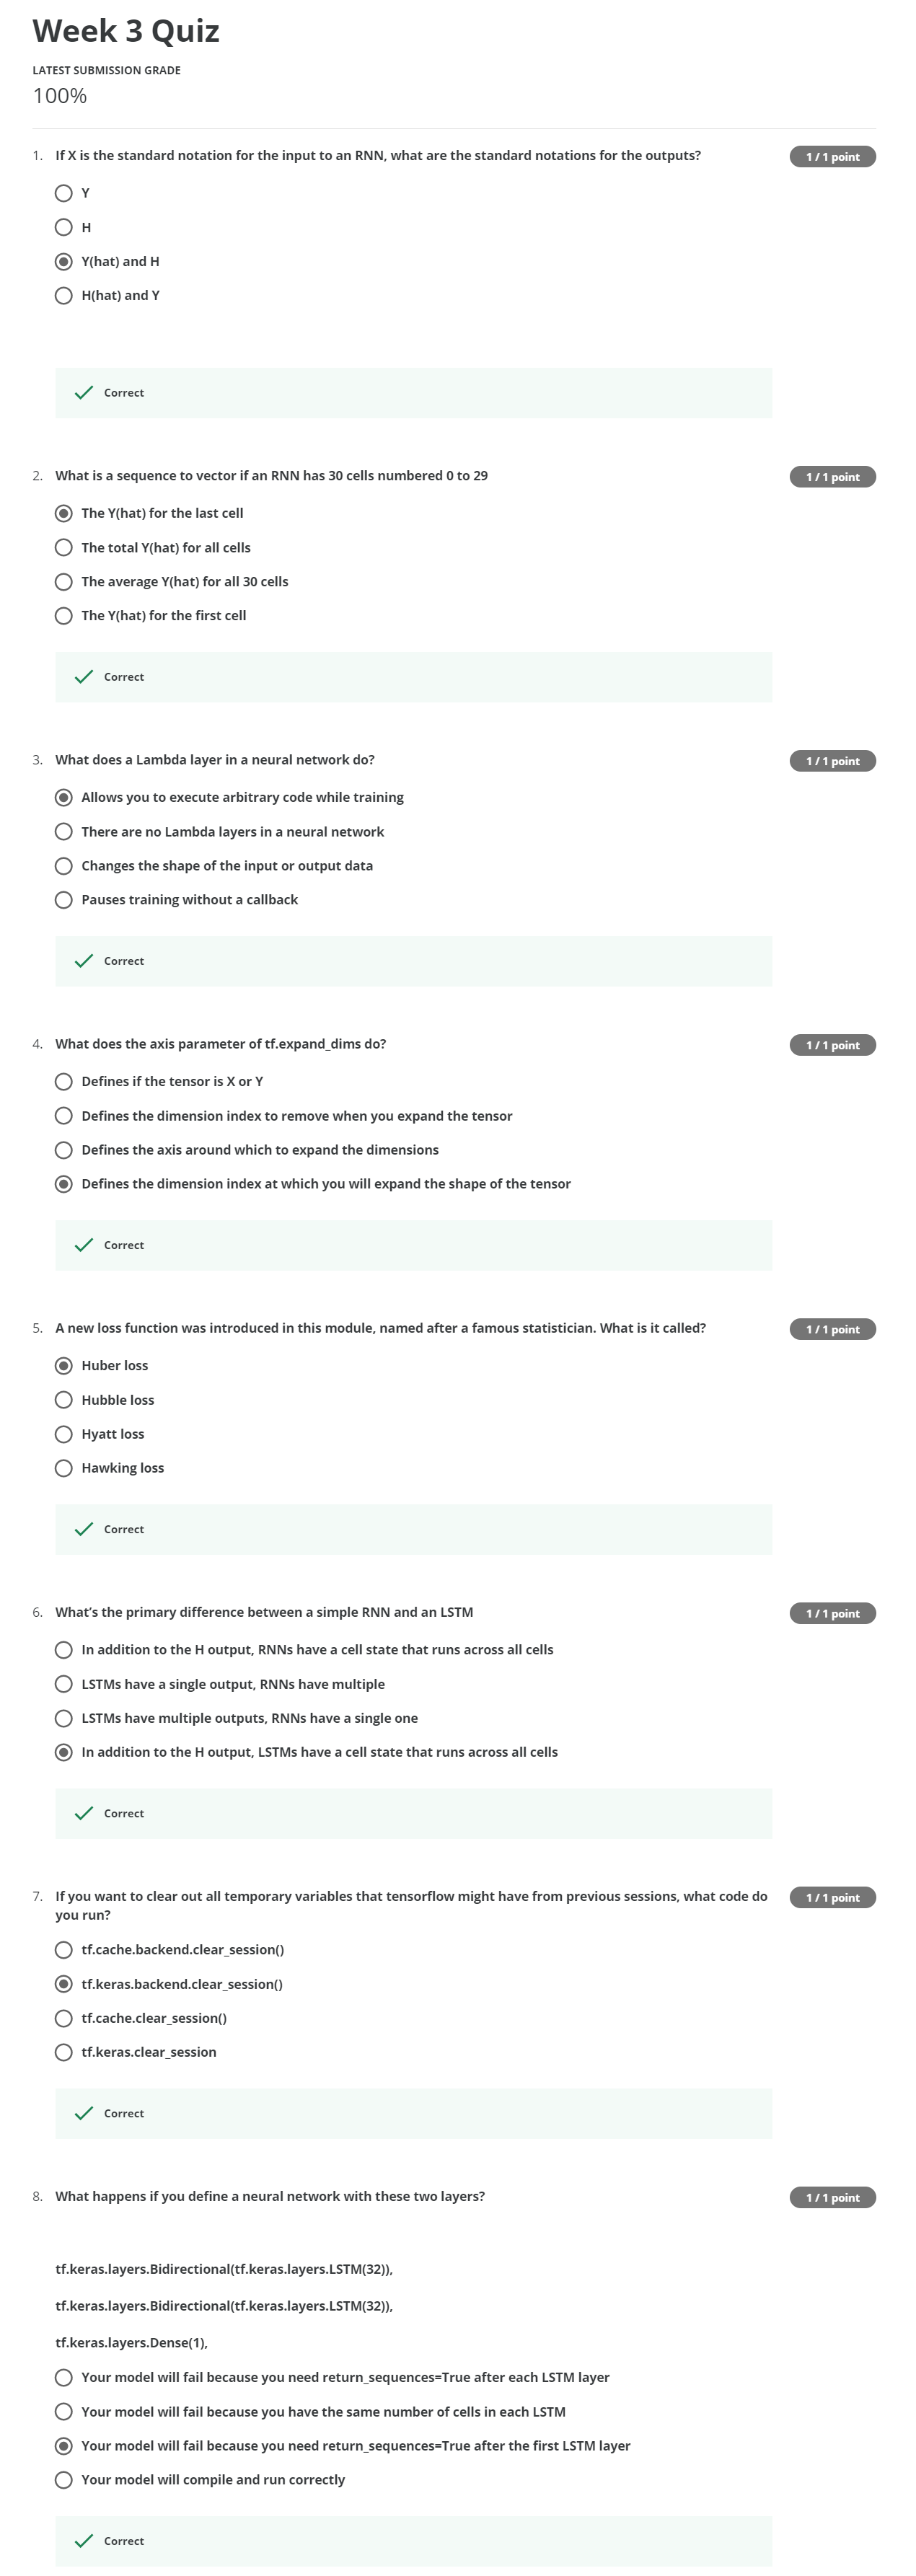 Week 3 Quiz
LATEST SUBMISSION GRADE
100%
1. If X is the standard notation for the input to an RNN, what are the standard notations for the outputs? 1 / 1 point
Y
H
Y(hat) and H
H(hat) and Y
Correct
2. What is a sequence to vector if an RNN has 30 cells numbered 0 to 29 1 / 1 point
The Y(hat) for the last cell
The total Y(hat) for all cells
The average Y(hat) for all 30 cells
The Y(hat) for the first cell
Correct
3. What does a Lambda layer in a neural network do? 1 / 1 point
Allows you to execute arbitrary code while training
There are no Lambda layers in a neural network
Changes the shape of the input or output data
Pauses training without a callback
Correct
4. What does the axis parameter of tf.expand_dims do? 1 / 1 point
Defines if the tensor is X or Y
Defines the dimension index to remove when you expand the tensor
Defines the axis around which to expand the dimensions
Defines the dimension index at which you will expand the shape of the tensor
Correct
5. A new loss function was introduced in this module, named after a famous statistician. What is it called? 1 / 1 point
Huber loss
Hubble loss
Hyatt loss
Hawking loss
Correct
6. What’s the primary difference between a simple RNN and an LSTM 1 / 1 point
In addition to the H output, RNNs have a cell state that runs across all cells
LSTMs have a single output, RNNs have multiple
LSTMs have multiple outputs, RNNs have a single one
In addition to the H output, LSTMs have a cell state that runs across all cells
Correct
7. If you want to clear out all temporary variables that tensorflow might have from previous sessions, what code do 1 / 1 point
you run?
tf.cache.backend.clear_session()
tf.keras.backend.clear_session()
tf.cache.clear_session()
tf.keras.clear_session
Correct
8. What happens if you define a neural network with these two layers? 1 / 1 point
tf.keras.layers.Bidirectional(tf.keras.layers.LSTM(32)),
tf.keras.layers.Bidirectional(tf.keras.layers.LSTM(32)),
tf.keras.layers.Dense(1),
Your model will fail because you need return_sequences=True after each LSTM layer
Your model will fail because you have the same number of cells in each LSTM
Your model will fail because you need return_sequences=True after the first LSTM layer
Your model will compile and run correctly
Correct